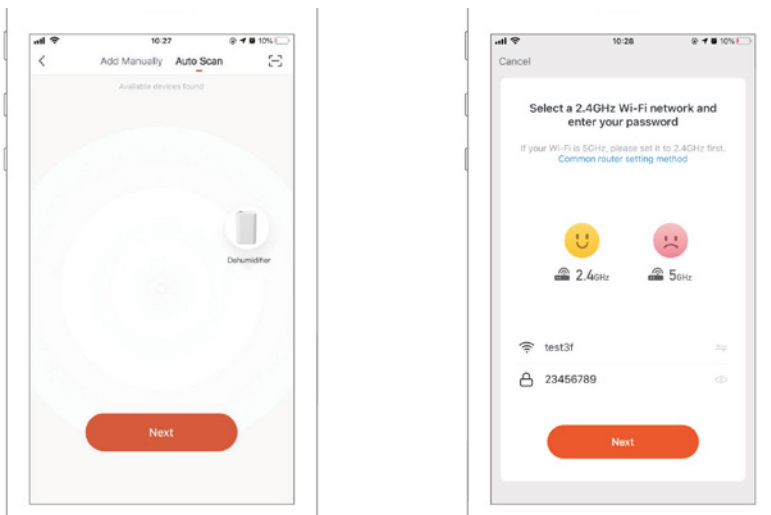 10:27
10%
Add Manually Auto Scan
Available devices found
Dehumidifier
Next
10:28
10%
Cancel
Select a 2.4GHz Wi-Fi network and
enter your password
If your Wi-Fi is 5GHz, please set it to 2.4GHz first.
Common router setting method
2.4GHz 5GHz
test3f
23456789
Next